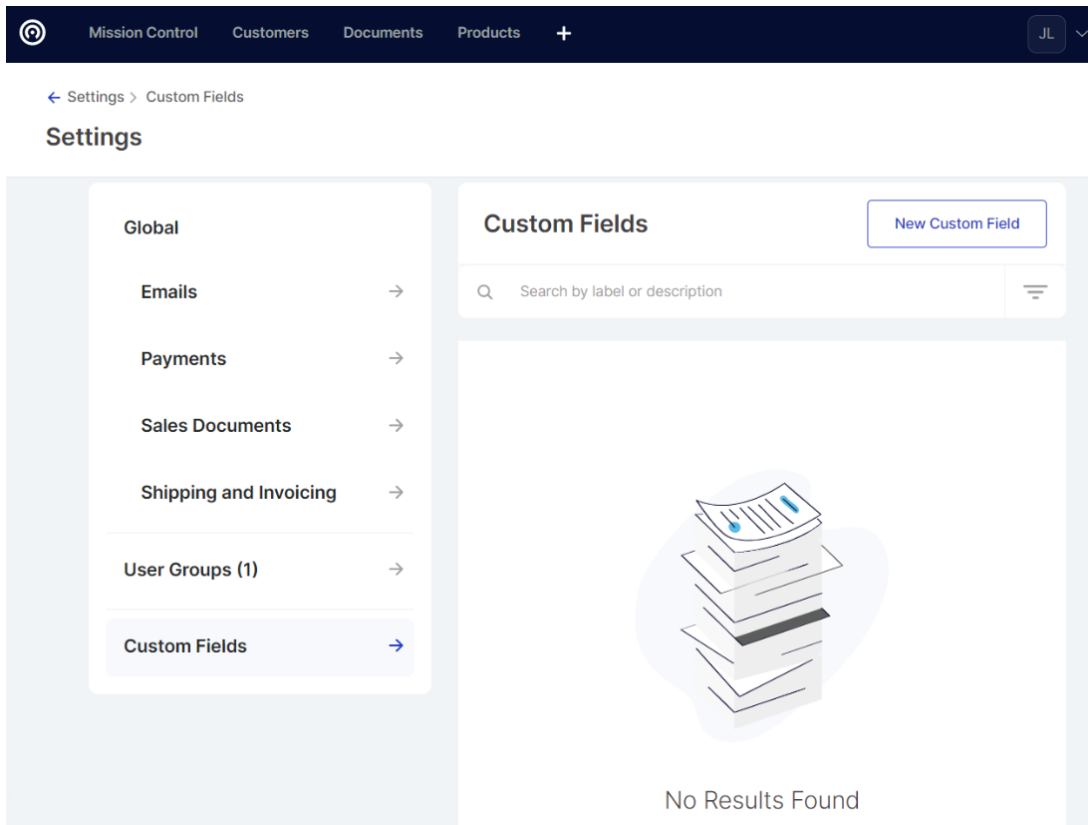 Mission Control Customers Documents Products + JL
← Settings > Custom Fields
Settings
Global
Emails
Payments
Sales Documents
Shipping and Invoicing
User Groups (1)
Custom Fields
Custom Fields
New Custom Field
Search by label or description
No Results Found